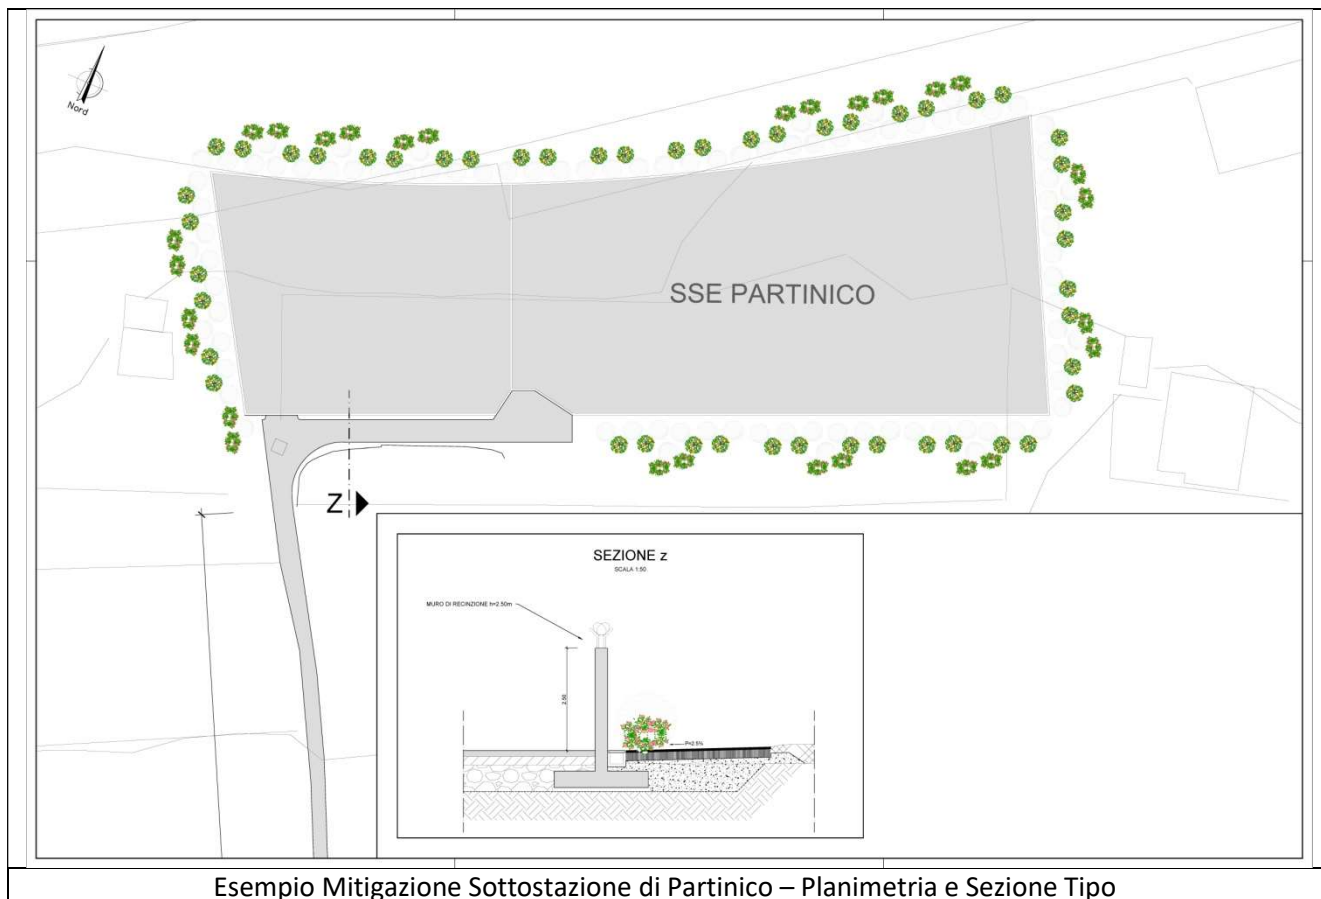 Nord
SSE PARTINICO
Z
SEZIONE z
SCALA 1:50
MURO DI RECINZIONE h=2.50m
2.50
P=2.5%
Esempio Mitigazione Sottostazione di Partinico – Planimetria e Sezione Tipo